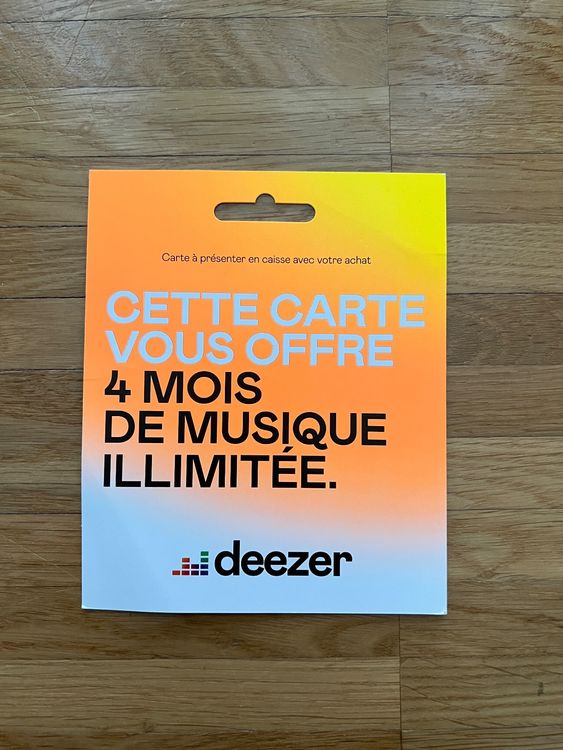 Carte à présenter en caisse avec votre achat
CETTE CARTE
VOUS OFFRE
4 MOIS
DE MUSIQUE
ILLIMITÉE.
deezer